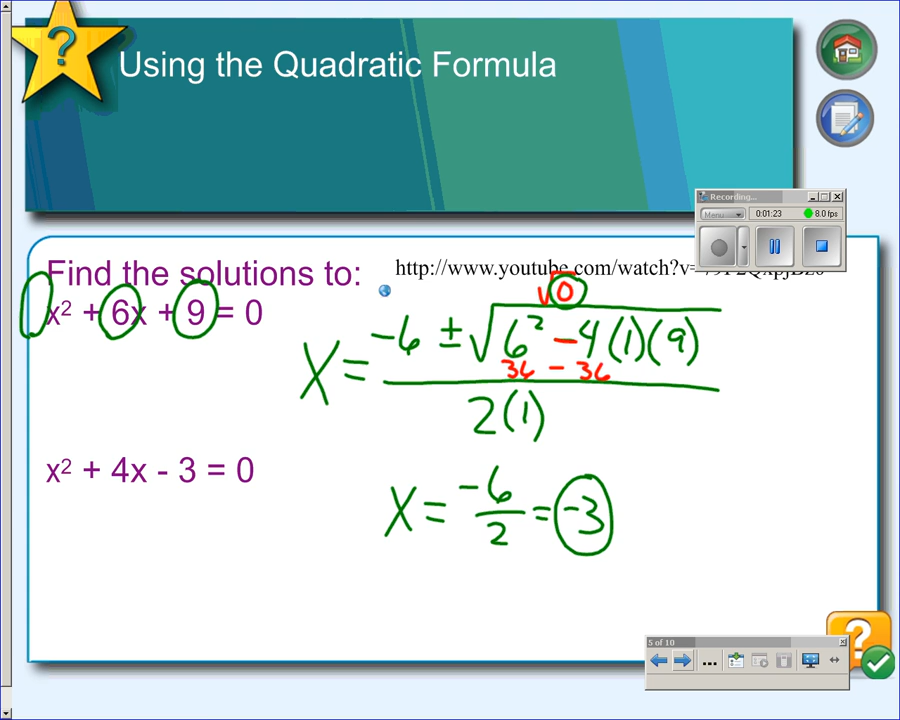 ?
Using the Quadratic Formula
Recording...
Menu
0:01:23
8.0 fps
Find the solutions to:
http://www.youtube.com/watch?v=
x² + 6x + 9 = 0
√0
X = -6 ± √6² - 4(1)(9)
36 - 36
2(1)
x² + 4x - 3 = 0
X = -6/2 = -3
5 of 10
...
?